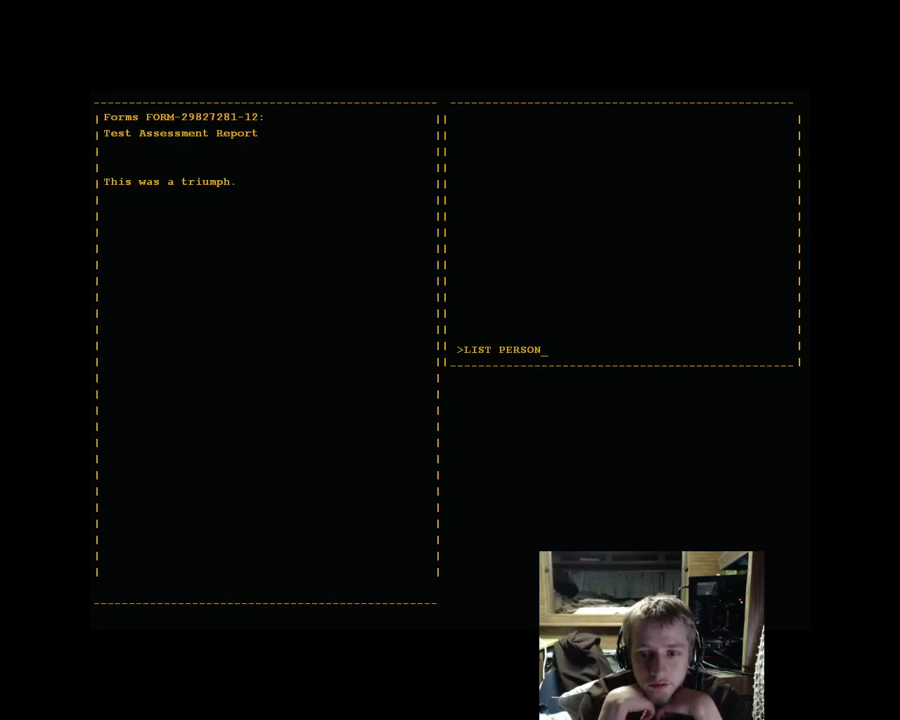 Forms FORM-29827281-12:
Test Assessment Report
This was a triumph.
>LIST PERSON_